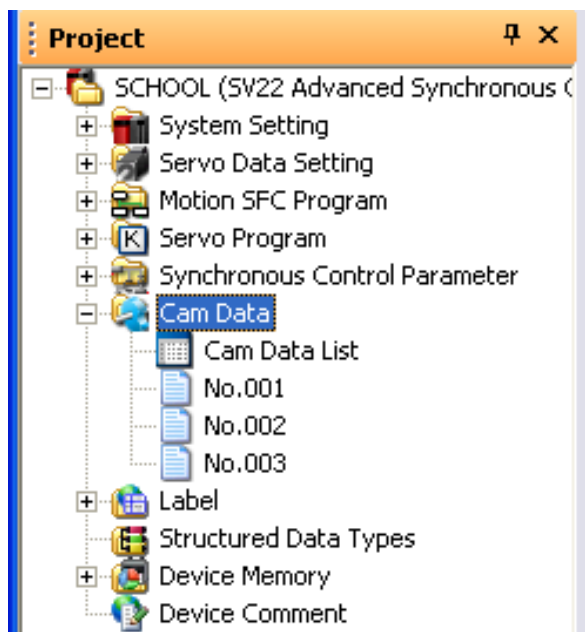 Project
SCHOOL (SV22 Advanced Synchronous
System Setting
Servo Data Setting
Motion SFC Program
K Servo Program
Synchronous Control Parameter
Cam Data
Cam Data List
No.001
No.002
No.003
Label
Structured Data Types
Device Memory
Device Comment